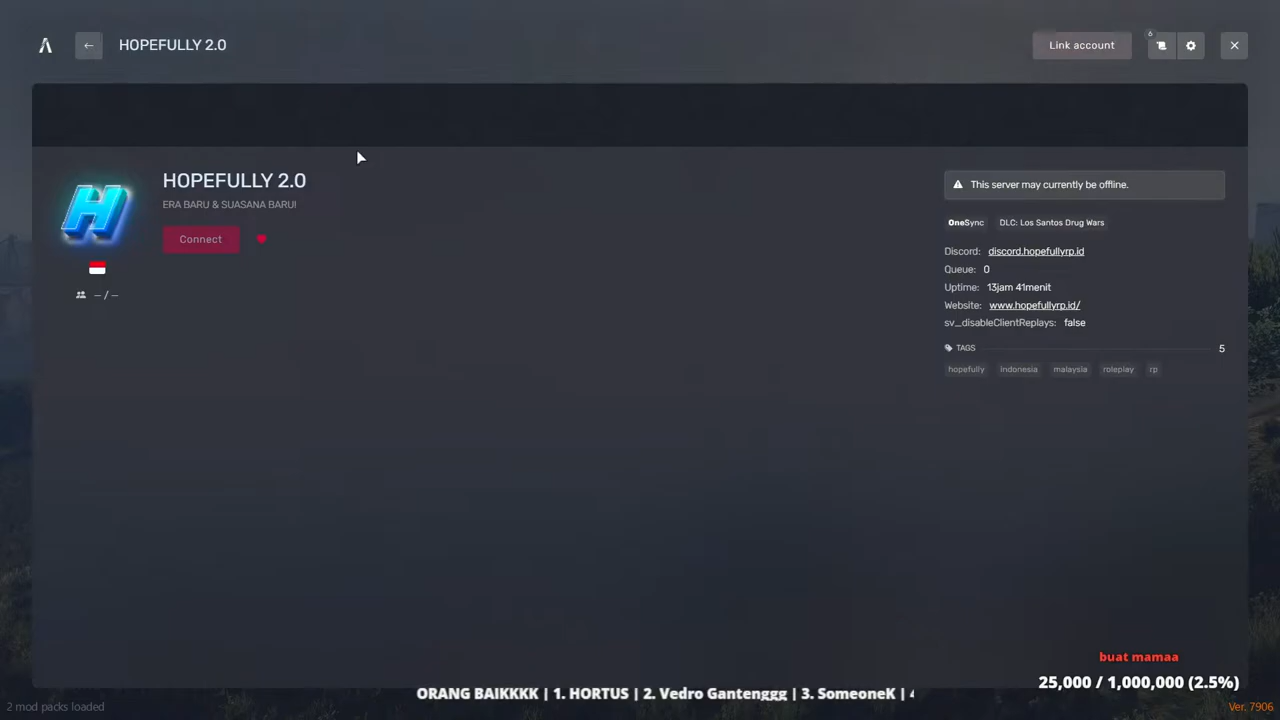 HOPEFULLY 2.0
Link account
6
HOPEFULLY 2.0
ERA BARU & SUASANA BARU!
Connect
– / –
This server may currently be offline.
OneSync
DLC: Los Santos Drug Wars
Discord: discord.hopefullyrp.id
Queue: 0
Uptime: 13jam 41menit
Website: www.hopefullyrp.id/
sv_disableClientReplays: false
TAGS 5
hopefully indonesia malaysia roleplay rp
buat mamaa
25,000 / 1,000,000 (2.5%)
ORANG BAIKKKK | 1. HORTUS | 2. Vedro Gantenggg | 3. SomeoneK |
2 mod packs loaded
Ver. 7906